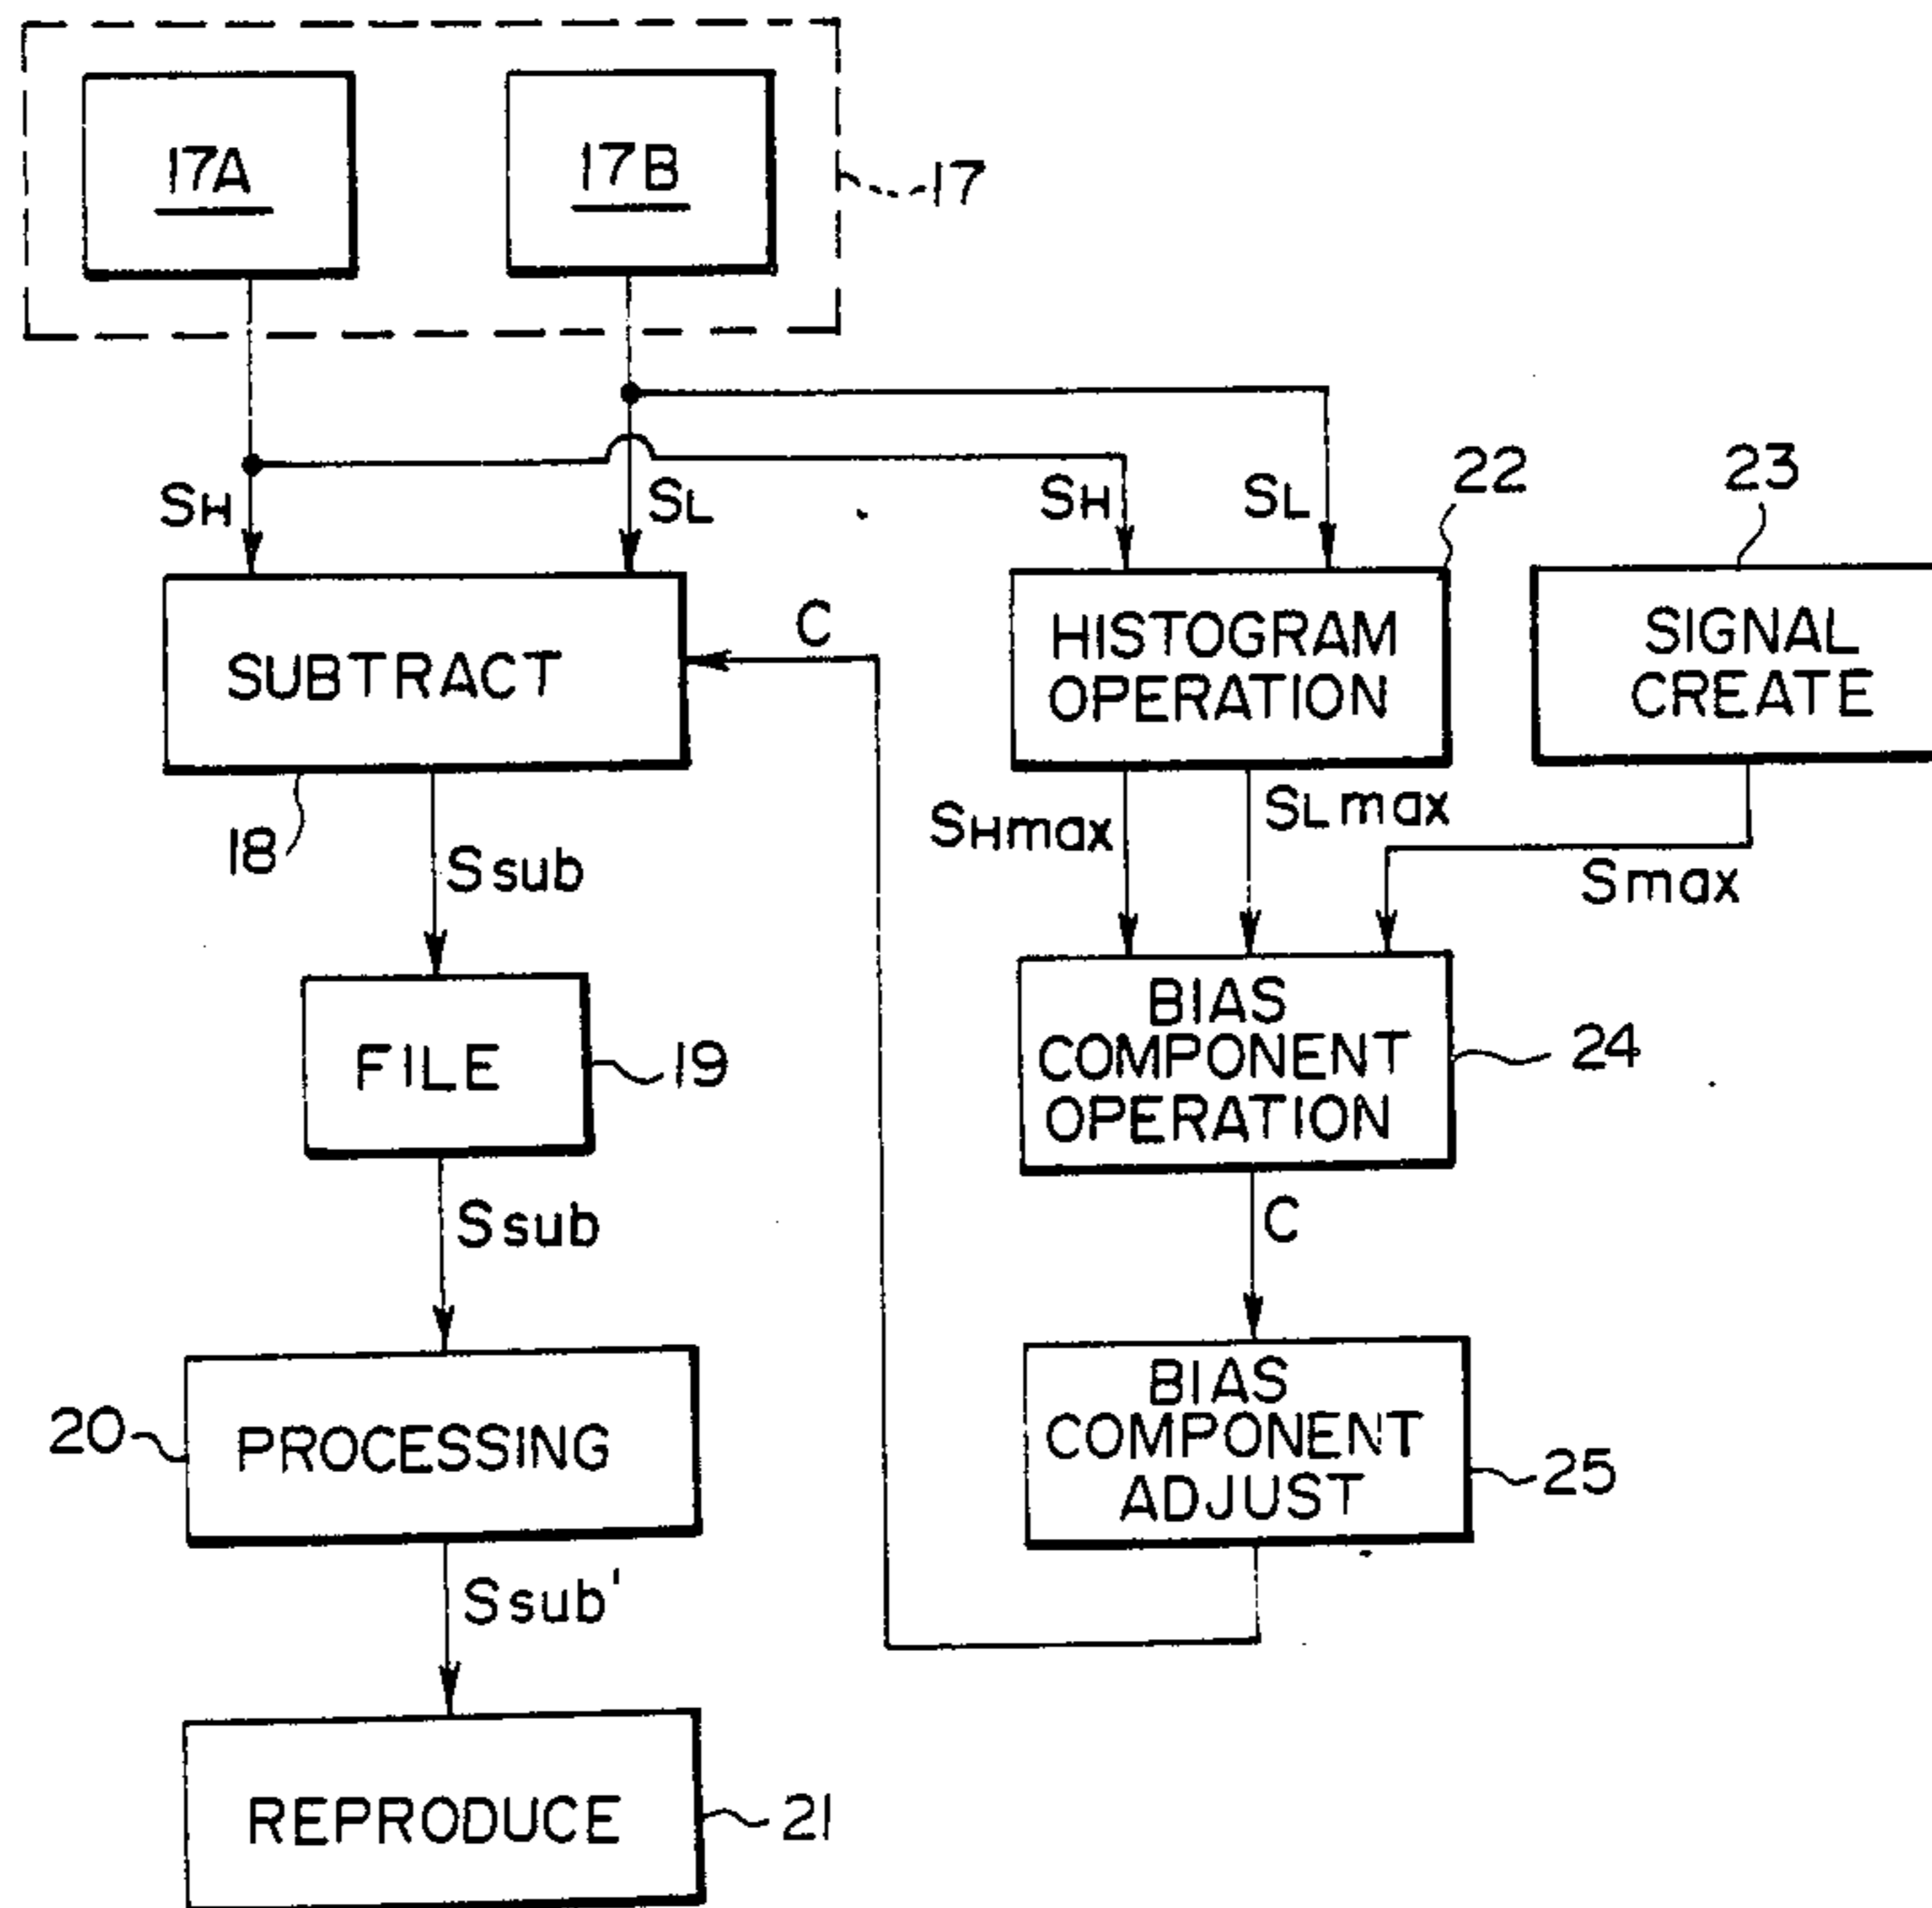 17A
17B
17
SH
SL
SH
SL
22
23
C
SUBTRACT
HISTOGRAM
OPERATION
SIGNAL
CREATE
18
Ssub
SHmax
SLmax
Smax
FILE
19
BIAS
COMPONENT
OPERATION
24
Ssub
C
20
PROCESSING
BIAS
COMPONENT
ADJUST
25
Ssub'
REPRODUCE
21